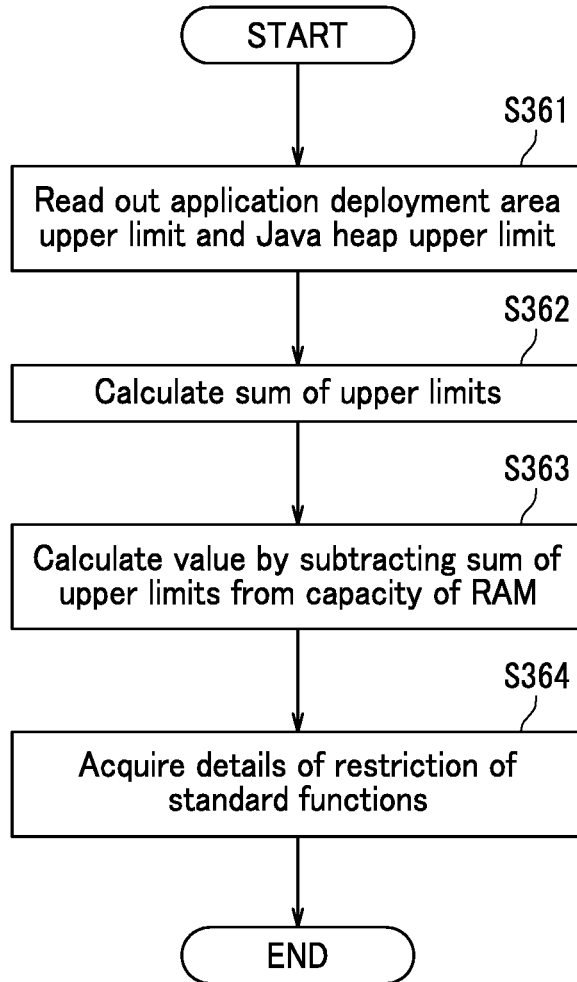 START
S361
Read out application deployment area
upper limit and Java heap upper limit
S362
Calculate sum of upper limits
S363
Calculate value by subtracting sum of
upper limits from capacity of RAM
S364
Acquire details of restriction of
standard functions
END